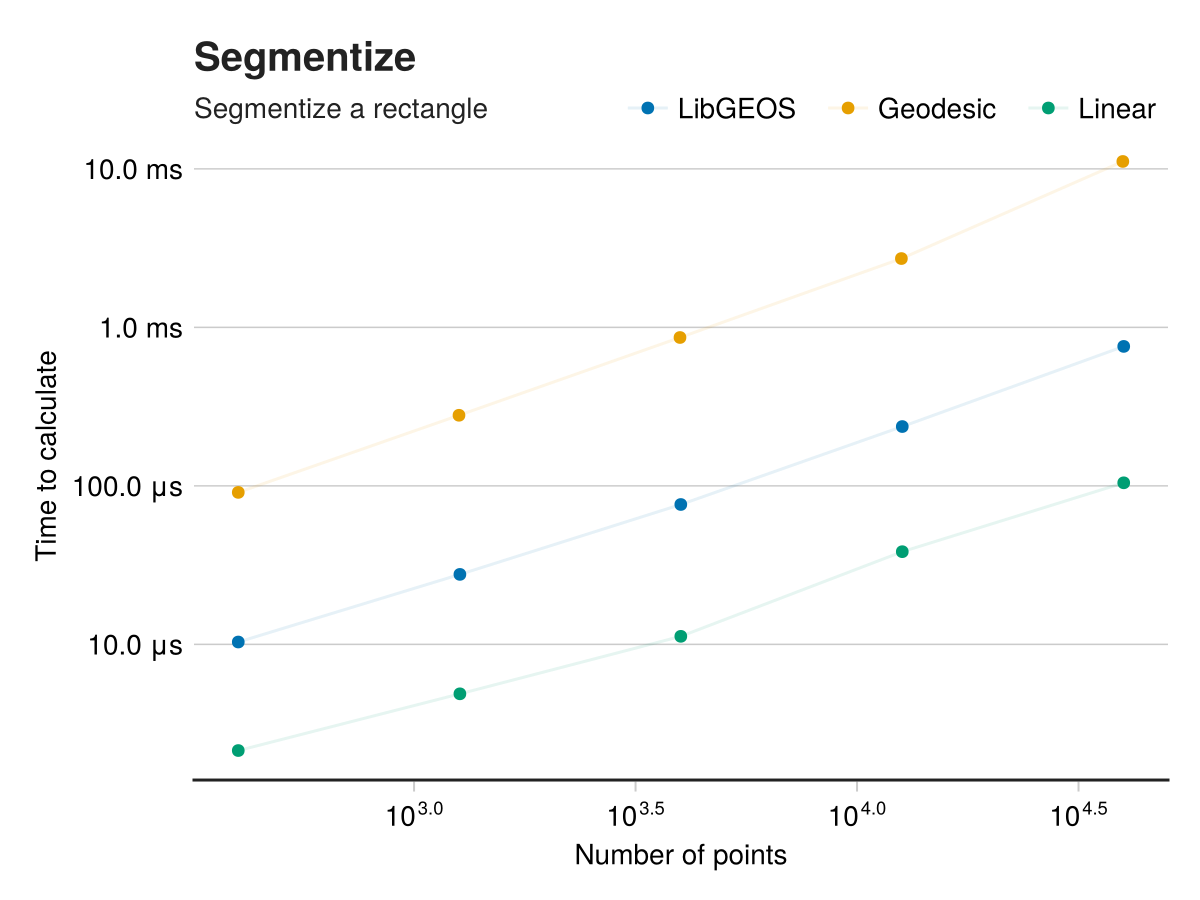 Segmentize
Segmentize a rectangle
LibGEOS
Geodesic
Linear
10.0 ms
1.0 ms
100.0 μs
10.0 μs
Time to calculate
10^3.0
10^3.5
10^4.0
10^4.5
Number of points